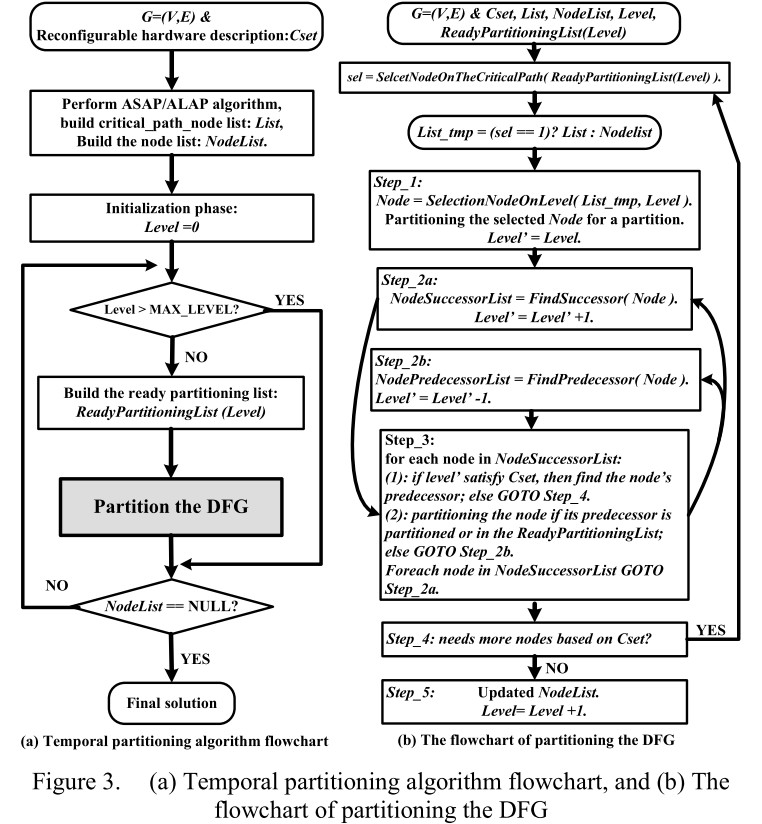 G=(V,E) &
Reconfigurable hardware description:Cset
Perform ASAP/ALAP algorithm,
build critical_path_node list: List,
Build the node list: NodeList.
Initialization phase:
Level =0
Level > MAX_LEVEL?
YES
NO
Build the ready partitioning list:
ReadyPartitioningList (Level)
Partition the DFG
NO
NodeList == NULL?
YES
Final solution
(a) Temporal partitioning algorithm flowchart
G=(V,E) & Cset, List, NodeList, Level,
ReadyPartitioningList(Level)
sel = SelcetNodeOnTheCriticalPath( ReadyPartitioningList(Level) ).
List_tmp = (sel == 1)? List : Nodelist
Step_1:
Node = SelectionNodeOnLevel( List_tmp, Level ).
Partitioning the selected Node for a partition.
Level’ = Level.
Step_2a:
NodeSuccessorList = FindSuccessor( Node ).
Level’ = Level’ +1.
Step_2b:
NodePredecessorList = FindPredecessor( Node ).
Level’ = Level’ -1.
Step_3:
for each node in NodeSuccessorList:
(1): if level’ satisfy Cset, then find the node’s
predecessor; else GOTO Step_4.
(2): partitioning the node if its predecessor is
partitioned or in the ReadyPartitioningList;
else GOTO Step_2b.
Foreach node in NodeSuccessorList GOTO
Step_2a.
Step_4: needs more nodes based on Cset?
YES
NO
Step_5: Updated NodeList.
Level= Level +1.
(b) The flowchart of partitioning the DFG
Figure 3. (a) Temporal partitioning algorithm flowchart, and (b) The
flowchart of partitioning the DFG